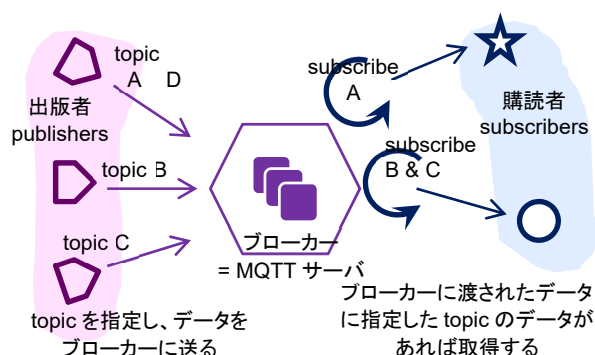 topic
A D
出版者
publishers
topic B
topic C
topic を指定し、データを
ブローカーに送る
ブローカー
= MQTT サーバ
subscribe
A
subscribe
B & C
購読者
subscribers
ブローカーに渡されたデータ
に指定した topic のデータが
あれば取得する